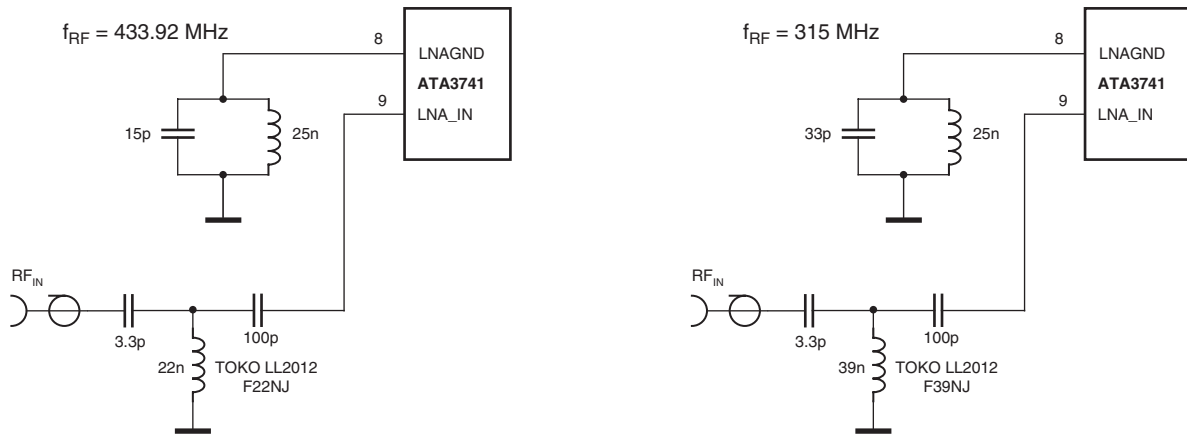 f_RF = 433.92 MHz
8
LNAGND
ATA3741
9
LNA_IN
15p
25n
RF_IN
3.3p
100p
22n
TOKO LL2012
F22NJ
f_RF = 315 MHz
8
LNAGND
ATA3741
9
LNA_IN
33p
25n
RF_IN
3.3p
100p
39n
TOKO LL2012
F39NJ